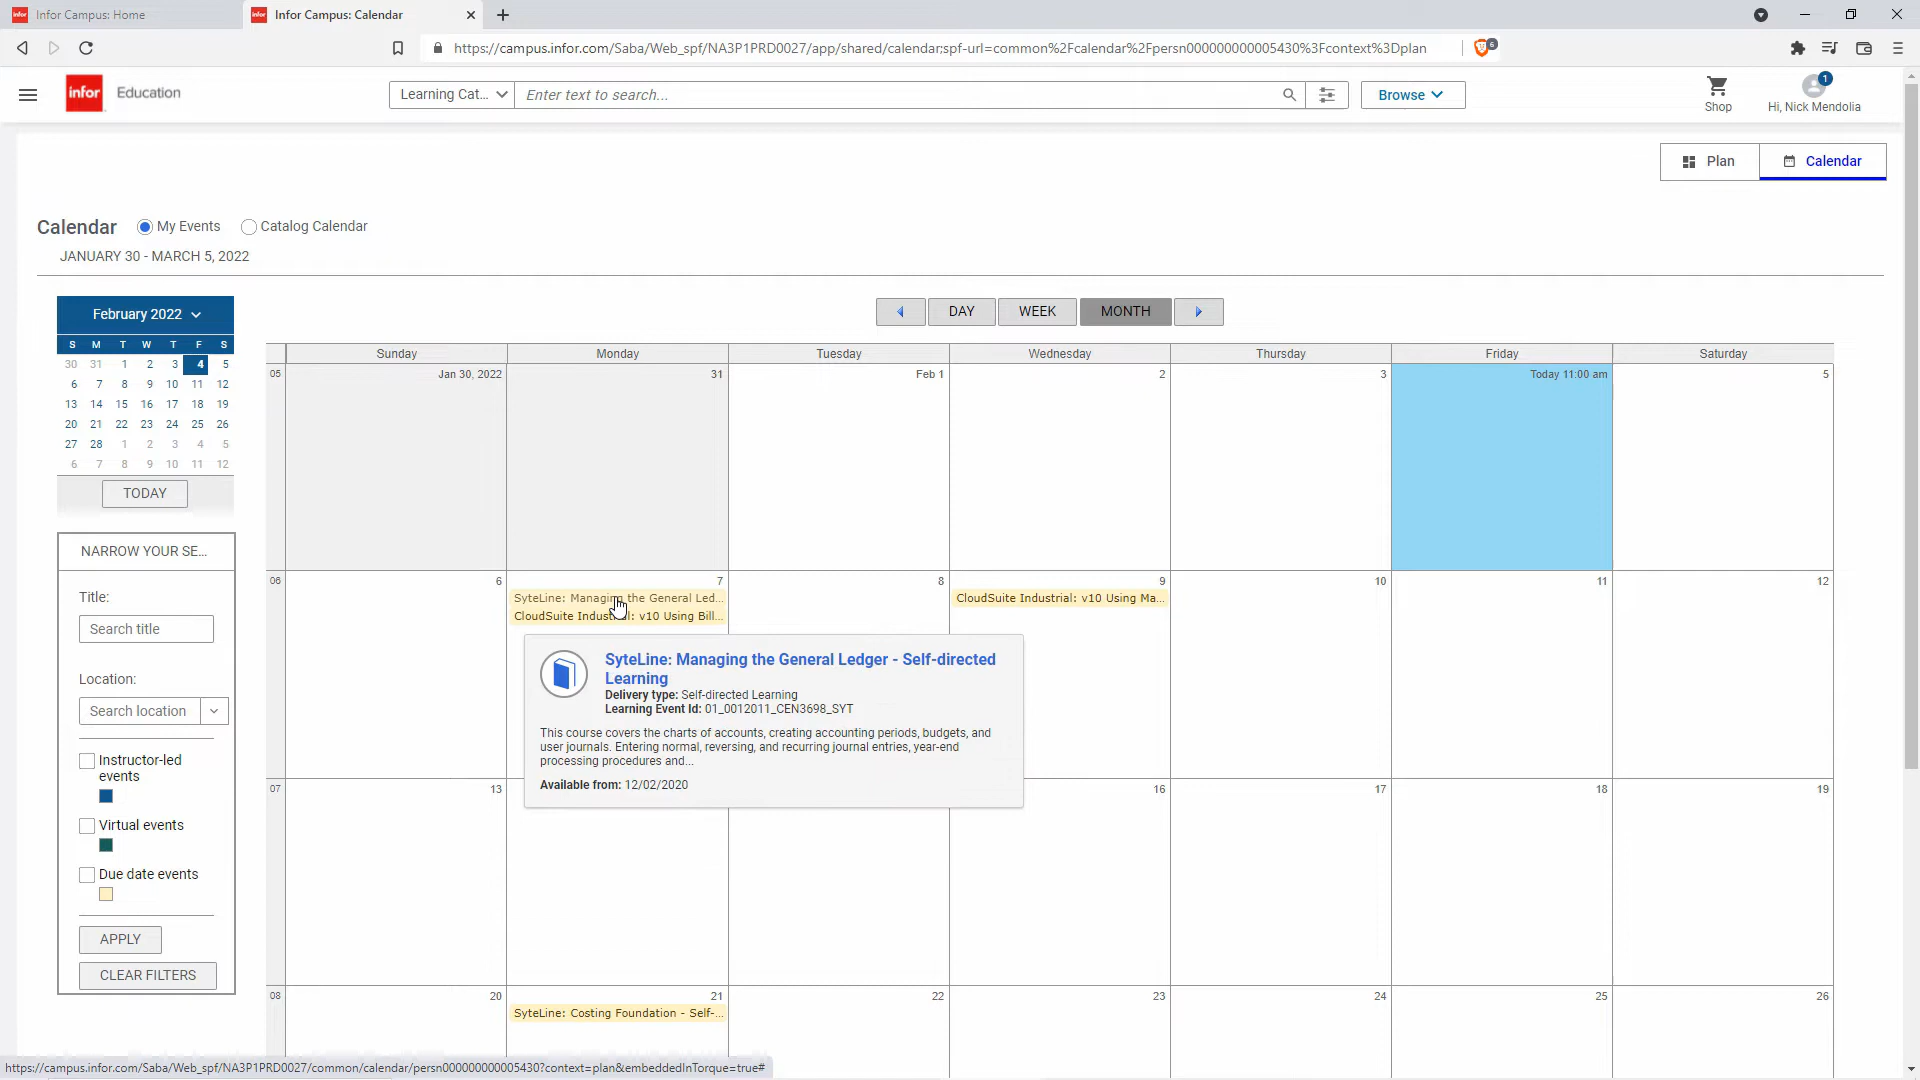 infor Infor Campus: Home
infor Infor Campus: Calendar
https://campus.infor.com/Saba/Web_spf/NA3P1PRD0027/app/shared/calendar;spf-url=common%2Fcalendar%2Fpersn000000000005430%3Fcontext%3Dplan
6
infor Education
Learning Cat...
Enter text to search...
Browse
Shop
1
Hi, Nick Mendolia
Plan
Calendar
Calendar
My Events
Catalog Calendar
JANUARY 30 - MARCH 5, 2022
February 2022
S M T W T F S
30 31 1 2 3 4 5
6 7 8 9 10 11 12
13 14 15 16 17 18 19
20 21 22 23 24 25 26
27 28 1 2 3 4 5
6 7 8 9 10 11 12
TODAY
NARROW YOUR SE...
Title:
Search title
Location:
Search location
Instructor-led
events
Virtual events
Due date events
APPLY
CLEAR FILTERS
DAY WEEK MONTH
Sunday Monday Tuesday Wednesday Thursday Friday Saturday
05 Jan 30, 2022 31 Feb 1 2 3 Today 11:00 am 5
06 6 7 8 9 10 11 12
SyteLine: Managing the General Led...
CloudSuite Industrial: v10 Using Ma...
CloudSuite Industrial: v10 Using Bill...
SyteLine: Managing the General Ledger - Self-directed
Learning
Delivery type: Self-directed Learning
Learning Event Id: 01_0012011_CEN3698_SYT
This course covers the charts of accounts, creating accounting periods, budgets, and
user journals. Entering normal, reversing, and recurring journal entries, year-end
processing procedures and...
Available from: 12/02/2020
07 13 16 17 18 19
08 20 21 22 23 24 25 26
SyteLine: Costing Foundation - Self-...
https://campus.infor.com/Saba/Web_spf/NA3P1PRD0027/common/calendar/persn000000000005430?context=plan&embeddedInTorque=true#